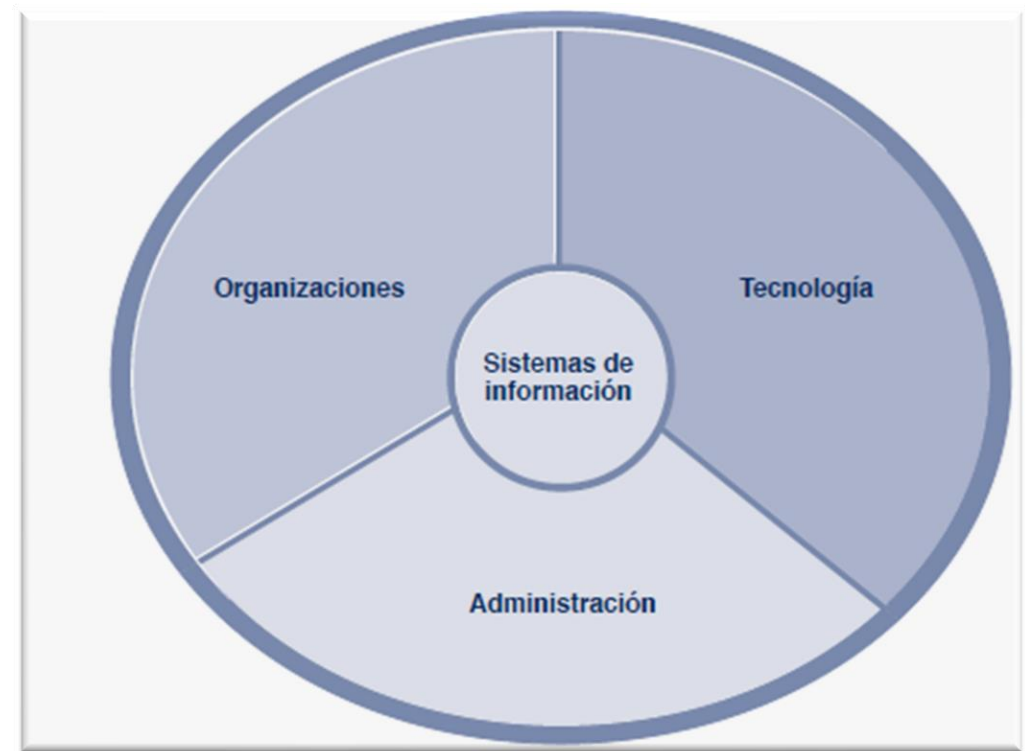 Organizaciones
Tecnología
Sistemas de
información
Administración